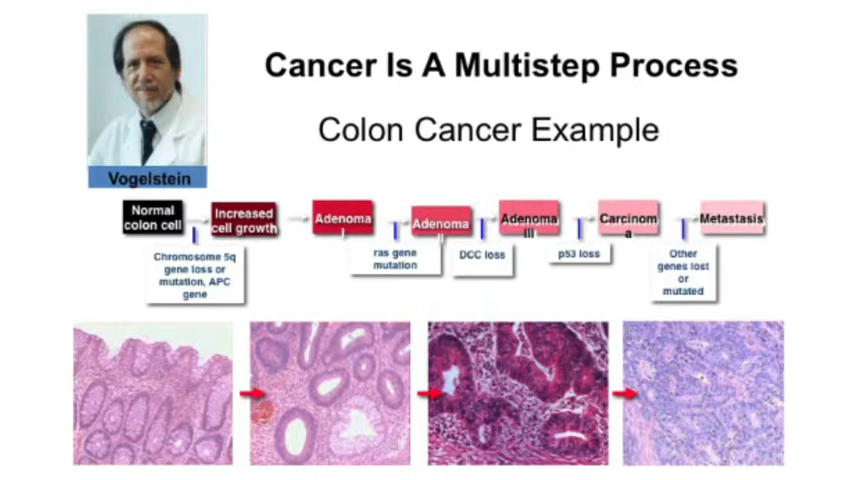 Cancer Is A Multistep Process
Colon Cancer Example
Vogelstein
Normal
colon cell
Increased
cell growth
Adenoma
I
Adenoma
II
Adenoma
III
Carcinom
a
Metastasis
Chromosome 5q
gene loss or
mutation, APC
gene
ras gene
mutation
DCC loss
p53 loss
Other
genes lost
or
mutated